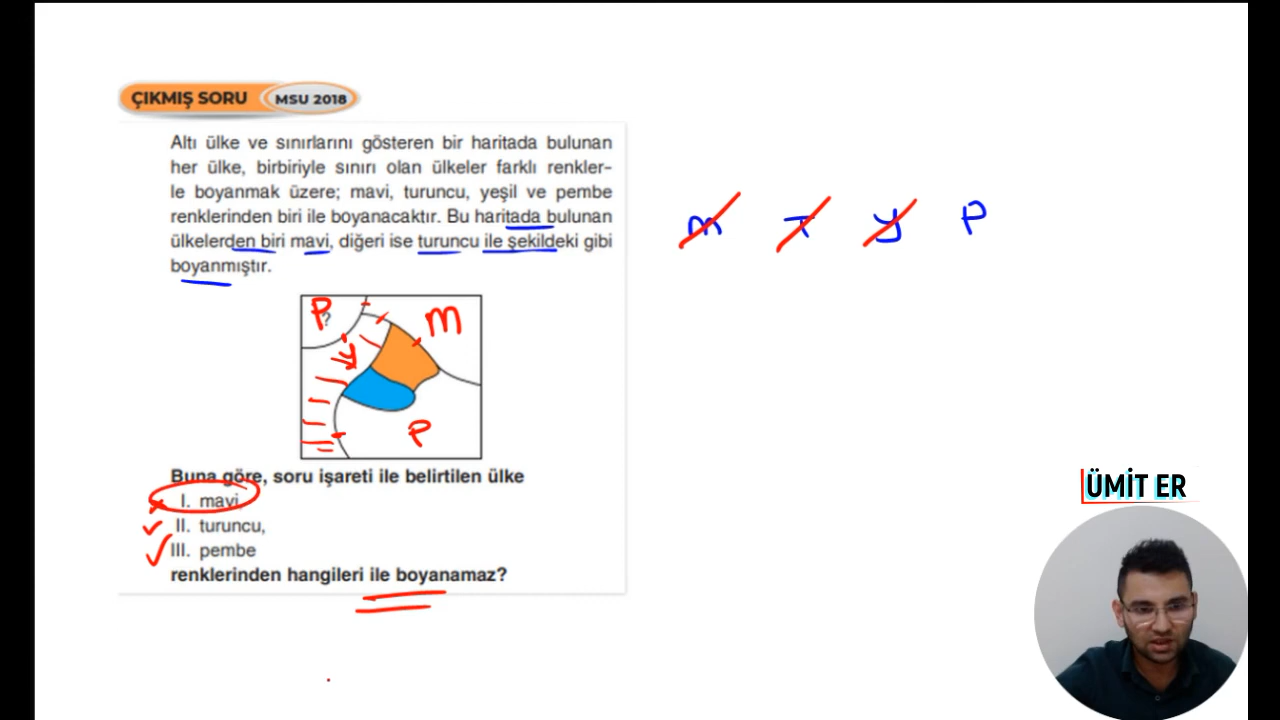 ÇIKMIŞ SORU MSU 2018
Altı ülke ve sınırlarını gösteren bir haritada bulunan
her ülke, birbiriyle sınırı olan ülkeler farklı renkler-
le boyanmak üzere; mavi, turuncu, yeşil ve pembe
renklerinden biri ile boyanacaktır. Bu haritada bulunan
ülkelerden biri mavi, diğeri ise turuncu ile şekildeki gibi
boyanmıştır.
m T y P
P ?
M
y
P
Buna göre, soru işareti ile belirtilen ülke
I. mavi,
II. turuncu,
III. pembe
renklerinden hangileri ile boyanamaz?
ÜMİT ER